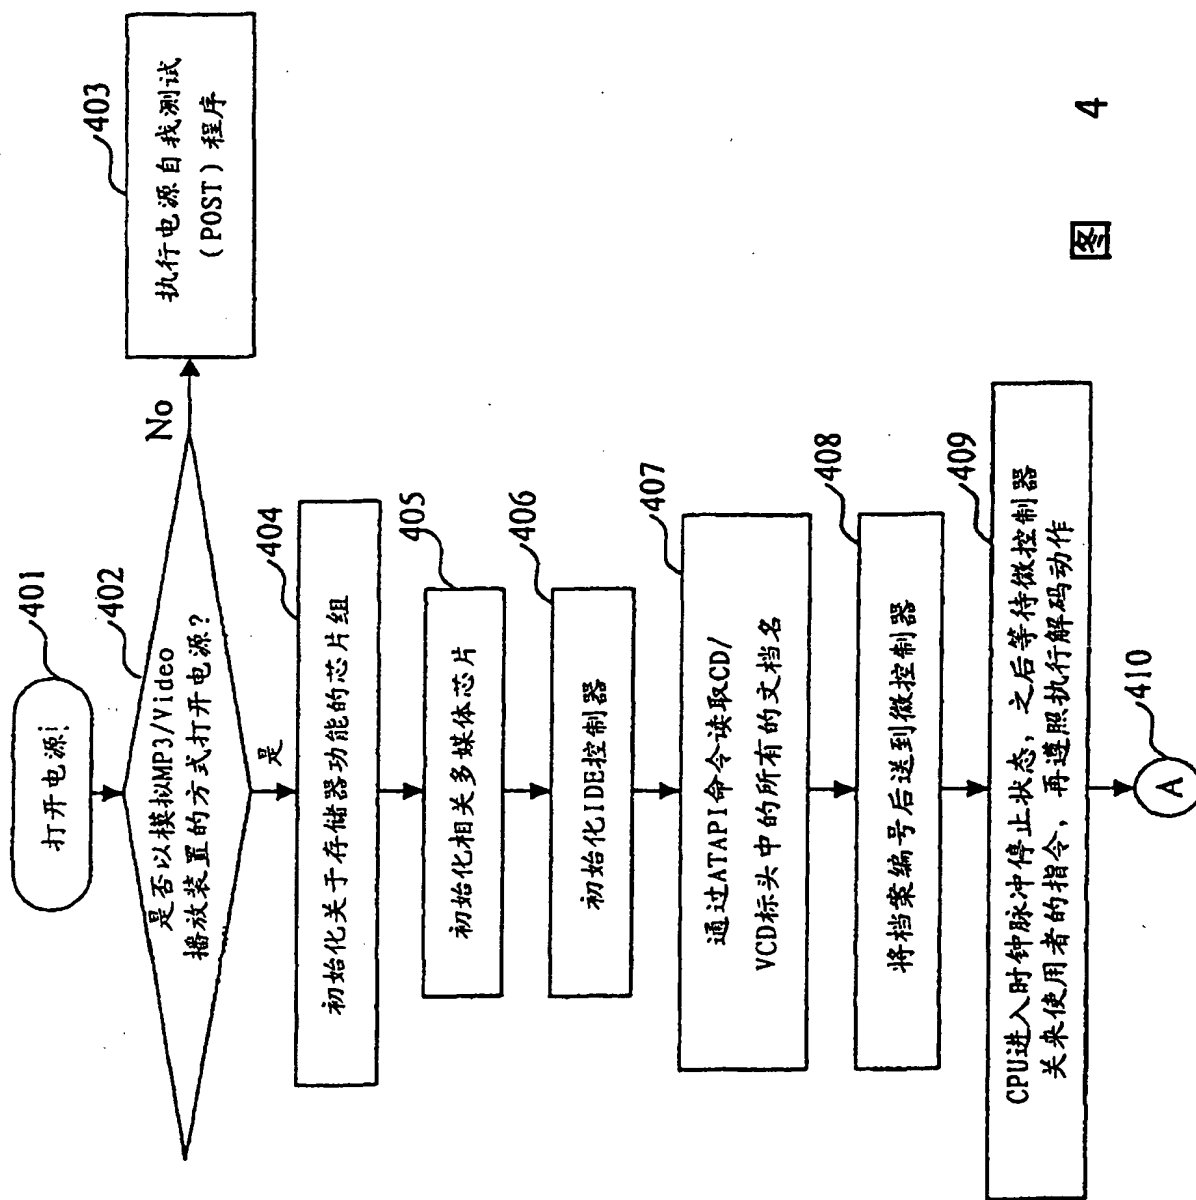 401
打开电源!
402
是否以模拟MP3/Video
播放装置的方式打开电源?
No
403
执行电源自我测试
(POST)程序
是
404
初始化关于存储器功能的芯片组
405
初始化相关多媒体芯片
406
初始化IDE控制器
407
通过ATAPI命令读取CD/
VCD标头中的所有的文档名
408
将档案编号后送到微控制器
409
CPU进入时钟脉冲停止状态,之后等待微控制器
关来使用者的指令,再遵照执行解码动作
410
A
图 4